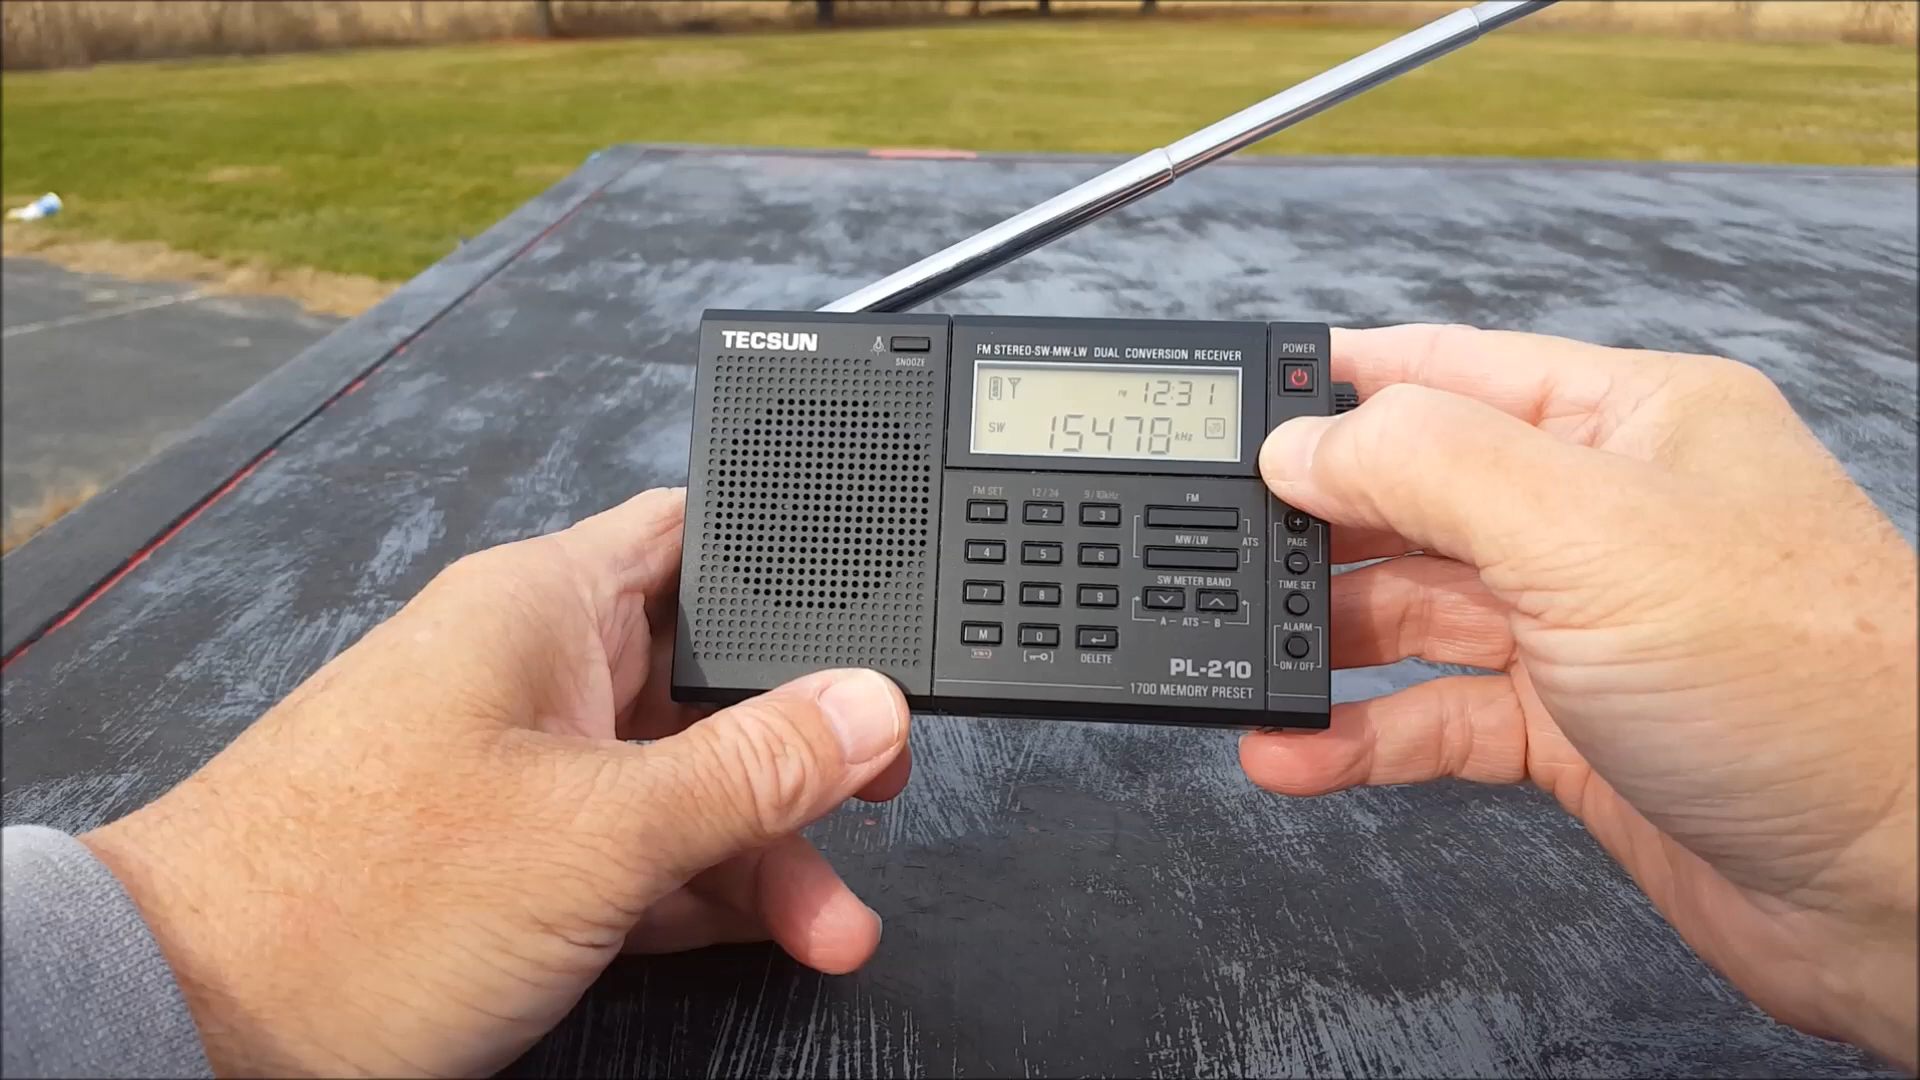 TECSUN
SNOOZE
FM STEREO-SW-MW-LW DUAL CONVERSION RECEIVER
POWER
PM 12:31
SW 15478 kHz
FM SET 12/24 9/10kHz
1 2 3
4 5 6
7 8 9
M 0
DELETE
FM
MW/LW
ATS
SW METER BAND
A - ATS - B
+
PAGE
-
TIME SET
ALARM
ON/OFF
PL-210
1700 MEMORY PRESET